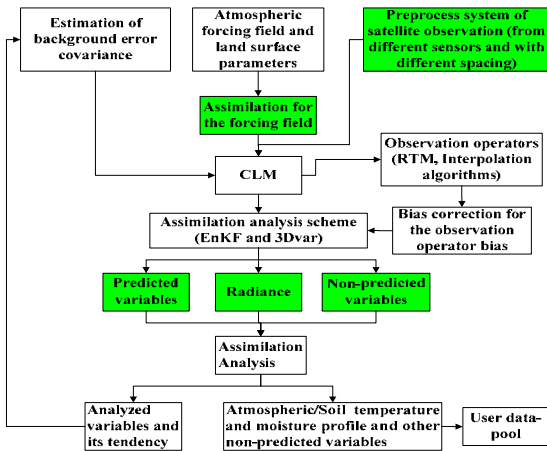 Estimation of
background error
covariance
Atmospheric
forcing field and
land surface
parameters
Preprocess system of
satellite observation (from
different sensors and with
different spacing)
Assimilation for
the forcing field
CLM
Observation operators
(RTM, Interpolation
algorithms)
Assimilation analysis scheme
(EnKF and 3Dvar)
Bias correction for
the observation
operator bias
Predicted
variables
Radiance
Non-predicted
variables
Assimilation
Analysis
Analyzed
variables and
its tendency
Atmospheric/Soil temperature
and moisture profile and other
non-predicted variables
User data-
pool